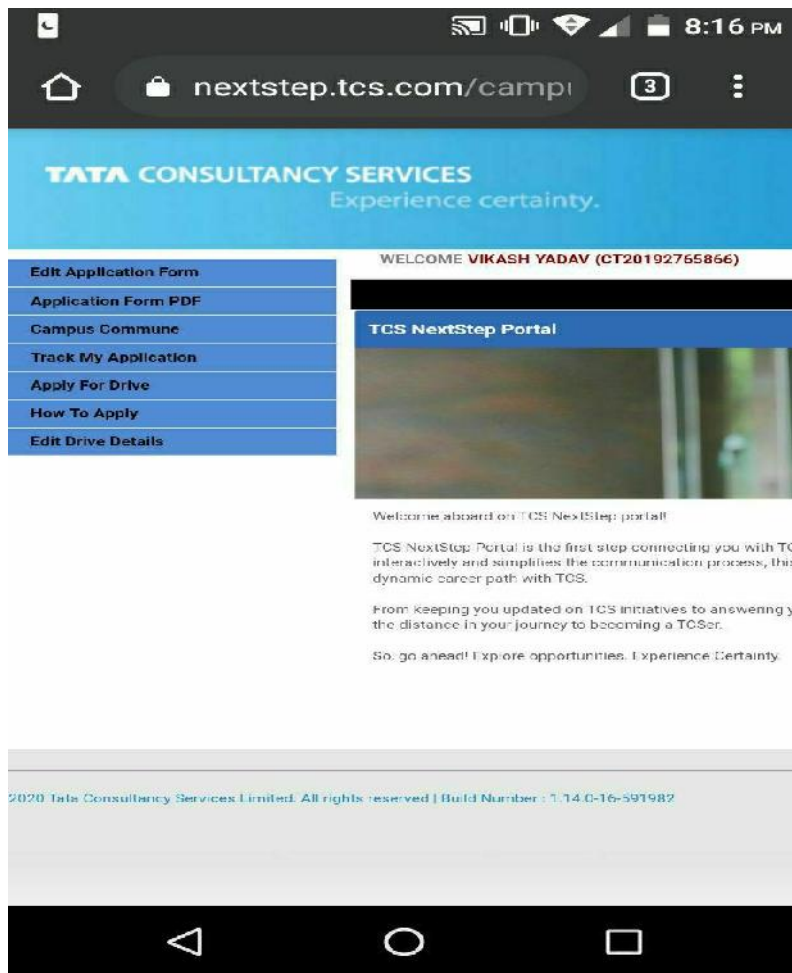 8:16 PM
nextstep.tcs.com/camp
3
TATA CONSULTANCY SERVICES
Experience certainty.
WELCOME VIKASH YADAV (CT20192765866)
Edit Application Form
Application Form PDF
Campus Commune
Track My Application
Apply For Drive
How To Apply
Edit Drive Details
TCS NextStep Portal
Welcome aboard on TCS NextStep portal!
TCS NextStep Portal is the first step connecting you with TC
interactively and simplifies the communication process, this
dynamic career path with TCS.
From keeping you updated on TCS initiatives to answering y
the distance in your journey to becoming a TCSer.
So, go ahead! Explore opportunities. Experience Certainty.
2020 Tata Consultancy Services Limited. All rights reserved | Build Number : 1.14.0-16-591982